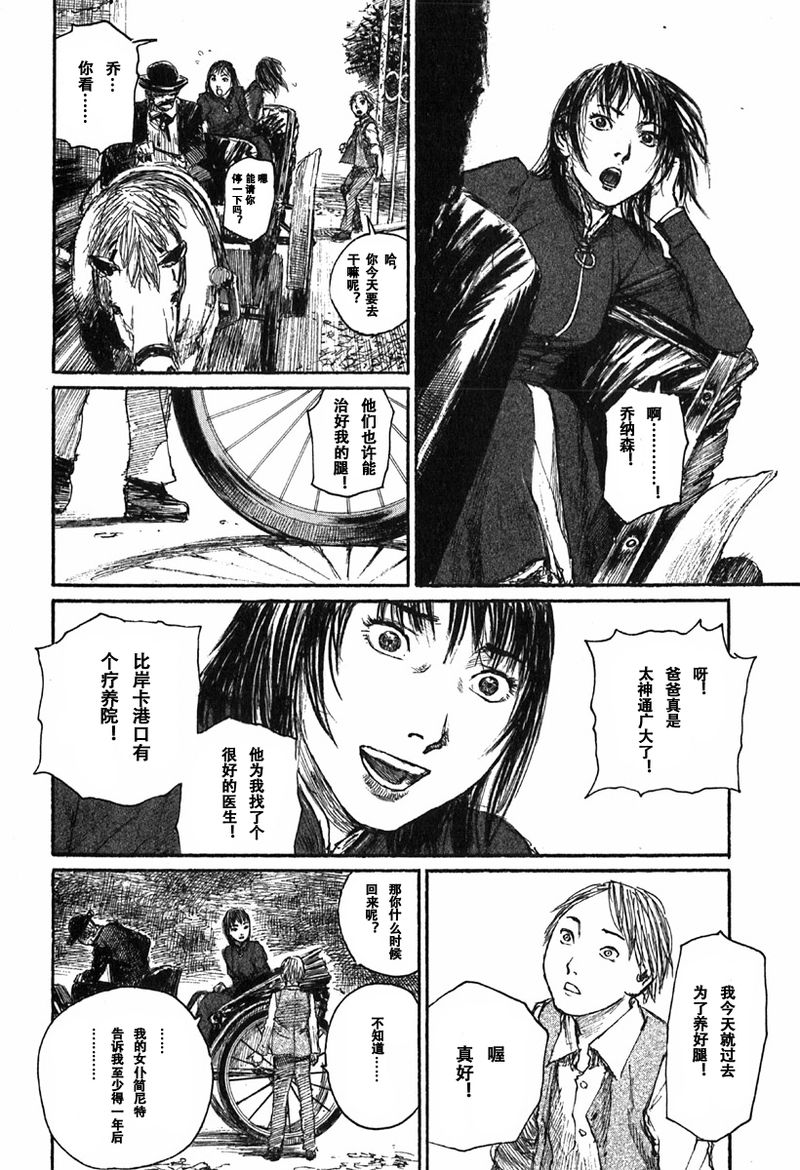 啊………！
乔纳森！
嗯
能请你
停一下吗？
哈，
你今天要去
干嘛呢？
乔…
你看……
他们也许能
治好我的腿！
呀！
爸爸真是
太神通广大了！
他为我找了个
很好的医生！
比岸卡港口有
个疗养院！
我今天就过去
为了养好腿！
喔
真好！
那你什么时候
回来呢？
不知道……
……
我的女仆简尼特
告诉我至少得一年后
……